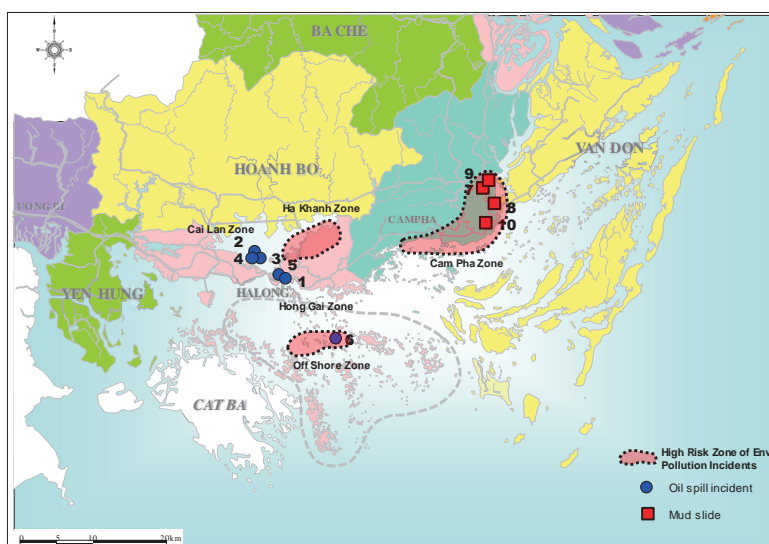 BA CHE
N
W
E
S
VAN DON
HOANH BO
9
7
UONG BI
Ha Khanh Zone
8
CAMPHA
10
Cai Lan Zone
2
4
3
5
Cam Pha Zone
1
YEN HUNG
HALONG
Hong Gai Zone
6
Off Shore Zone
CAT BA
High Risk Zone of Env
Pollution Incidents
Oil spill incident
Mud slide
0 5 10 20km